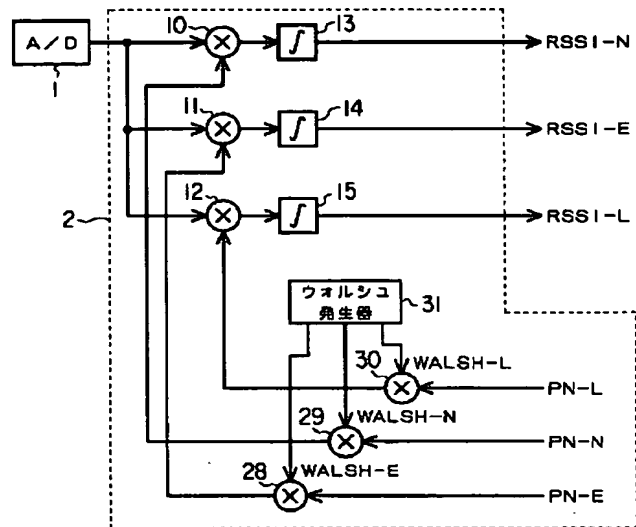 A/D
1
2
10
13
RSSI-N
11
14
RSSI-E
12
15
RSSI-L
ウォルシュ
発生器
31
30
WALSH-L
PN-L
29
WALSH-N
PN-N
28
WALSH-E
PN-E